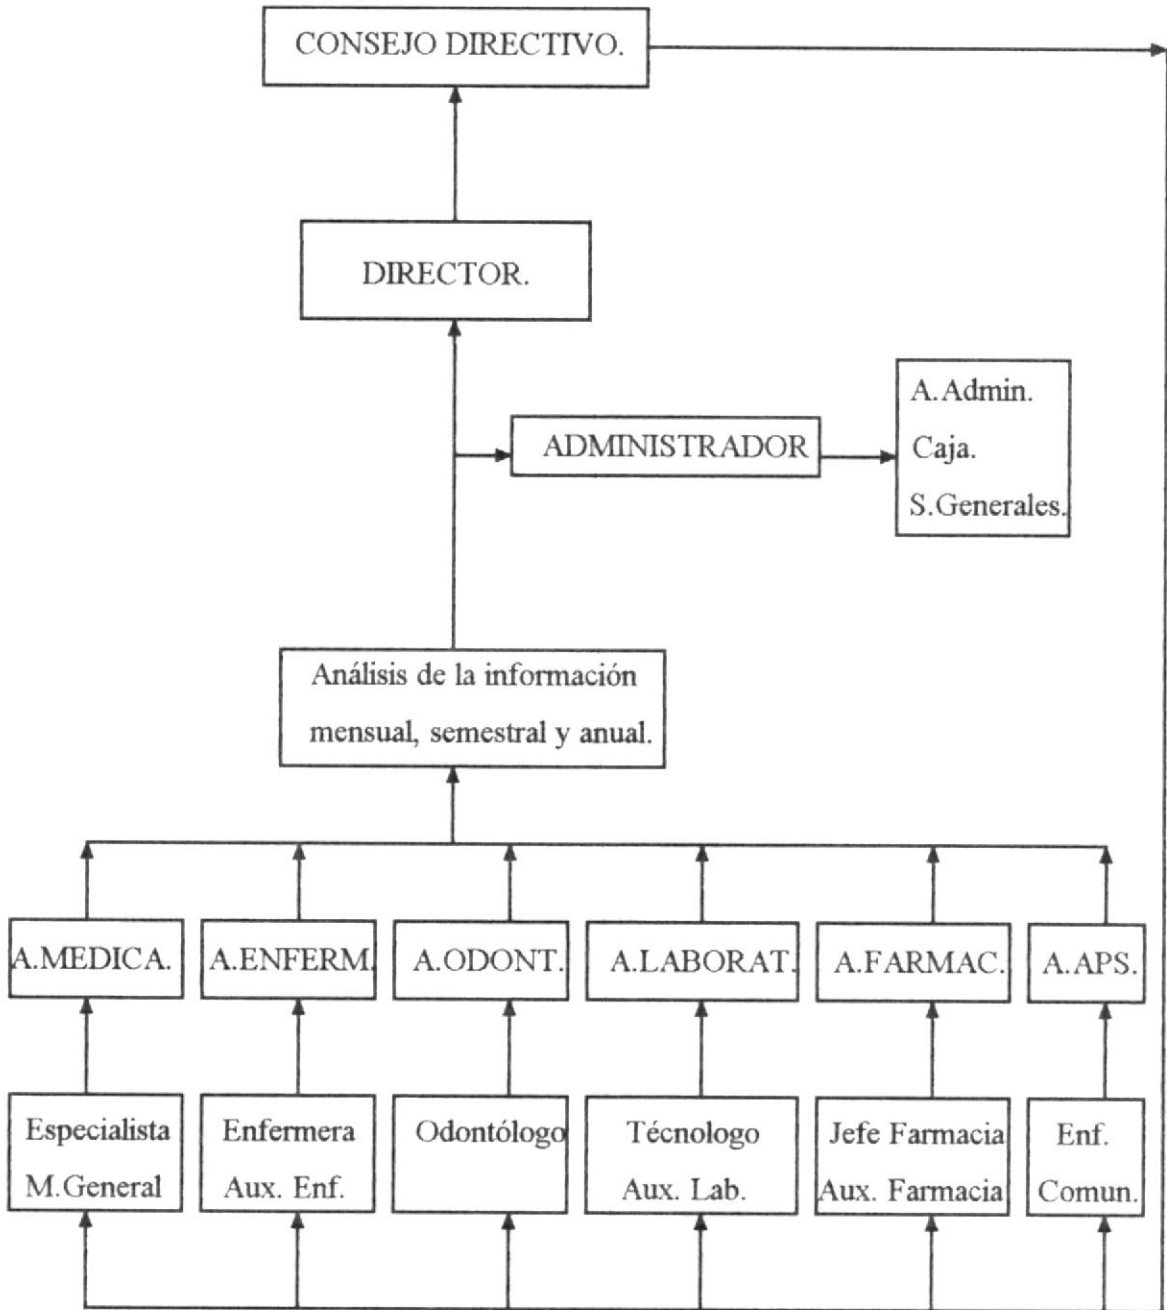 CONSEJO DIRECTIVO.
DIRECTOR.
ADMINISTRADOR
A.Admin.
Caja.
S.Generales.
Análisis de la información
mensual, semestral y anual.
A.MEDICA.
A.ENFERM.
A.ODONT.
A.LABORAT.
A.FARMAC.
A.APS.
Especialista
M.General
Enfermera
Aux. Enf.
Odontólogo
Técnologo
Aux. Lab.
Jefe Farmacia
Aux. Farmacia
Enf.
Comun.